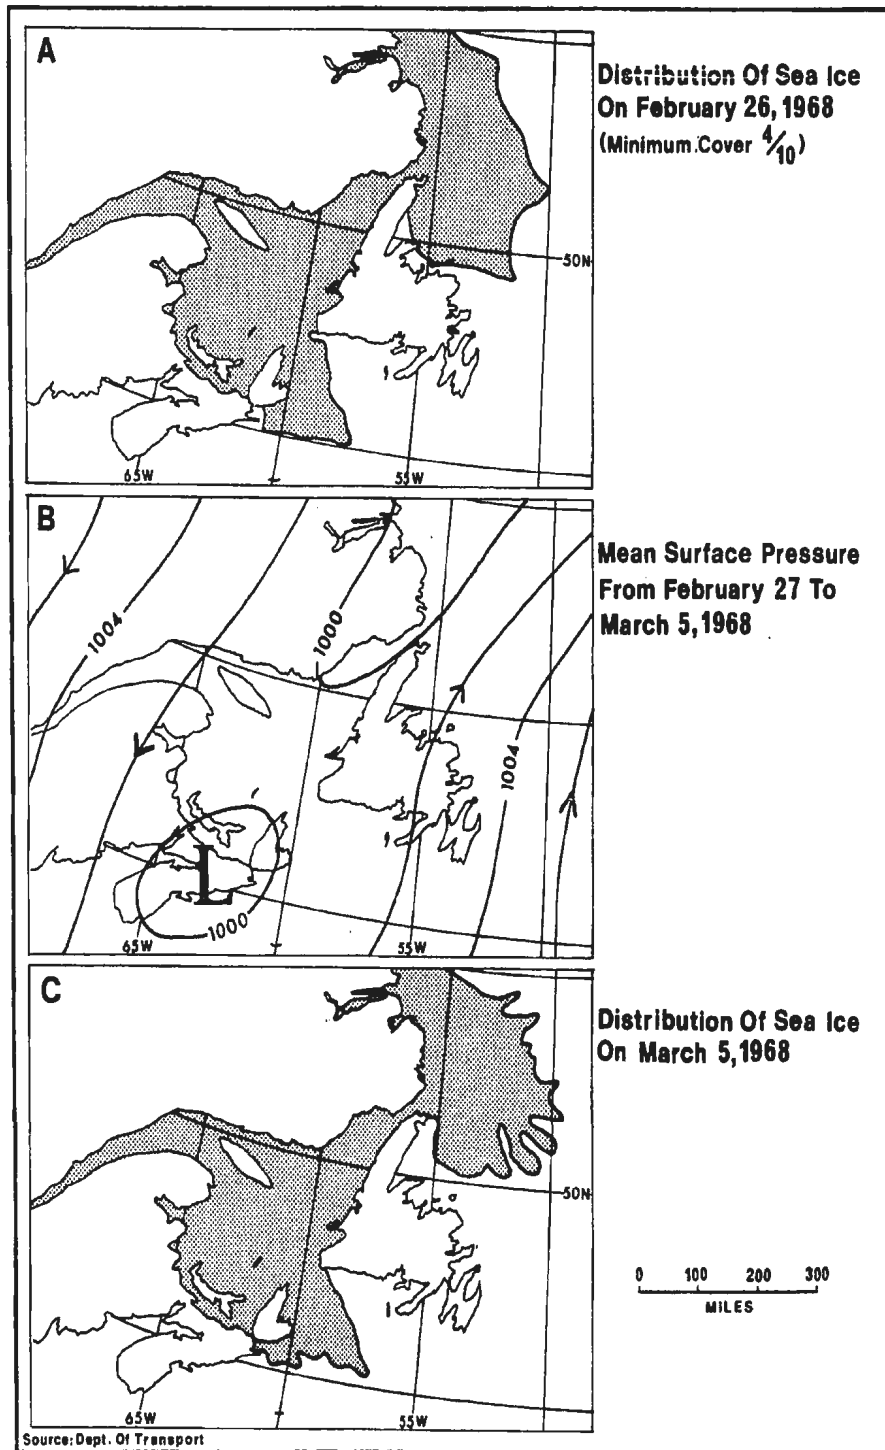 A
Distribution Of Sea Ice
On February 26, 1968
(Minimum Cover 4/10)
50N
65W
55W
B
Mean Surface Pressure
From February 27 To
March 5, 1968
1004
1000
1004
L
1000
65W
55W
C
Distribution Of Sea Ice
On March 5, 1968
50N
65W
55W
0 100 200 300
MILES
Source: Dept. Of Transport